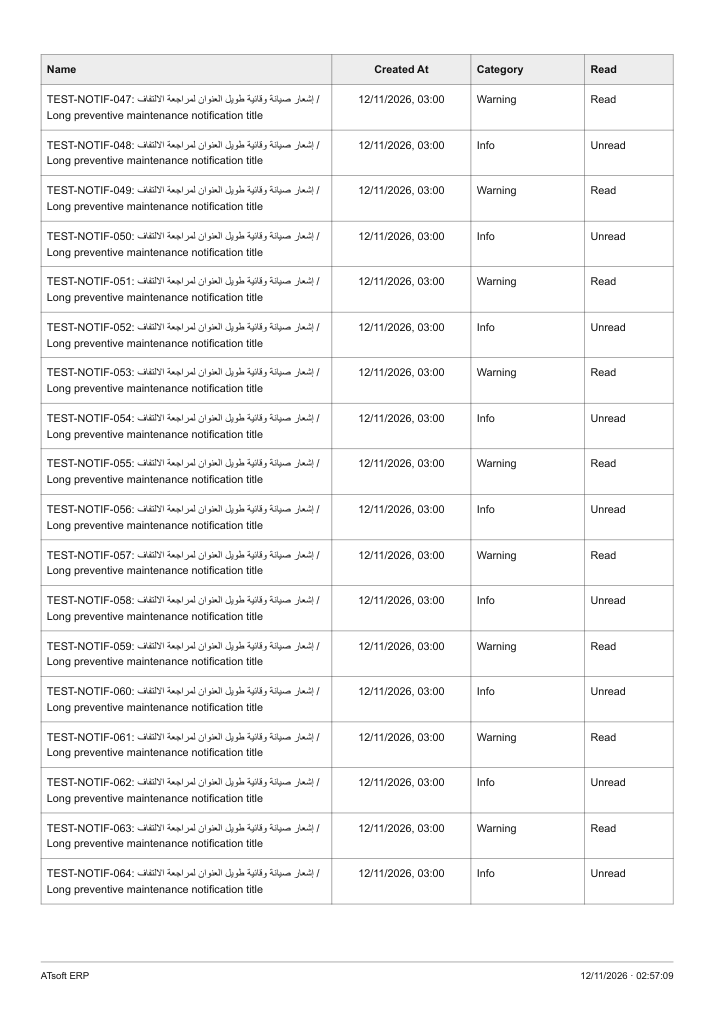 Name Created At Category Read
TEST-NOTIF-047: إشعار صيانة وقائية طويل العنوان لمراجعة الالتفاف / 12/11/2026, 03:00 Warning Read
Long preventive maintenance notification title
TEST-NOTIF-048: إشعار صيانة وقائية طويل العنوان لمراجعة الالتفاف / 12/11/2026, 03:00 Info Unread
Long preventive maintenance notification title
TEST-NOTIF-049: إشعار صيانة وقائية طويل العنوان لمراجعة الالتفاف / 12/11/2026, 03:00 Warning Read
Long preventive maintenance notification title
TEST-NOTIF-050: إشعار صيانة وقائية طويل العنوان لمراجعة الالتفاف / 12/11/2026, 03:00 Info Unread
Long preventive maintenance notification title
TEST-NOTIF-051: إشعار صيانة وقائية طويل العنوان لمراجعة الالتفاف / 12/11/2026, 03:00 Warning Read
Long preventive maintenance notification title
TEST-NOTIF-052: إشعار صيانة وقائية طويل العنوان لمراجعة الالتفاف / 12/11/2026, 03:00 Info Unread
Long preventive maintenance notification title
TEST-NOTIF-053: إشعار صيانة وقائية طويل العنوان لمراجعة الالتفاف / 12/11/2026, 03:00 Warning Read
Long preventive maintenance notification title
TEST-NOTIF-054: إشعار صيانة وقائية طويل العنوان لمراجعة الالتفاف / 12/11/2026, 03:00 Info Unread
Long preventive maintenance notification title
TEST-NOTIF-055: إشعار صيانة وقائية طويل العنوان لمراجعة الالتفاف / 12/11/2026, 03:00 Warning Read
Long preventive maintenance notification title
TEST-NOTIF-056: إشعار صيانة وقائية طويل العنوان لمراجعة الالتفاف / 12/11/2026, 03:00 Info Unread
Long preventive maintenance notification title
TEST-NOTIF-057: إشعار صيانة وقائية طويل العنوان لمراجعة الالتفاف / 12/11/2026, 03:00 Warning Read
Long preventive maintenance notification title
TEST-NOTIF-058: إشعار صيانة وقائية طويل العنوان لمراجعة الالتفاف / 12/11/2026, 03:00 Info Unread
Long preventive maintenance notification title
TEST-NOTIF-059: إشعار صيانة وقائية طويل العنوان لمراجعة الالتفاف / 12/11/2026, 03:00 Warning Read
Long preventive maintenance notification title
TEST-NOTIF-060: إشعار صيانة وقائية طويل العنوان لمراجعة الالتفاف / 12/11/2026, 03:00 Info Unread
Long preventive maintenance notification title
TEST-NOTIF-061: إشعار صيانة وقائية طويل العنوان لمراجعة الالتفاف / 12/11/2026, 03:00 Warning Read
Long preventive maintenance notification title
TEST-NOTIF-062: إشعار صيانة وقائية طويل العنوان لمراجعة الالتفاف / 12/11/2026, 03:00 Info Unread
Long preventive maintenance notification title
TEST-NOTIF-063: إشعار صيانة وقائية طويل العنوان لمراجعة الالتفاف / 12/11/2026, 03:00 Warning Read
Long preventive maintenance notification title
TEST-NOTIF-064: إشعار صيانة وقائية طويل العنوان لمراجعة الالتفاف / 12/11/2026, 03:00 Info Unread
Long preventive maintenance notification title
ATsoft ERP 12/11/2026 · 02:57:09